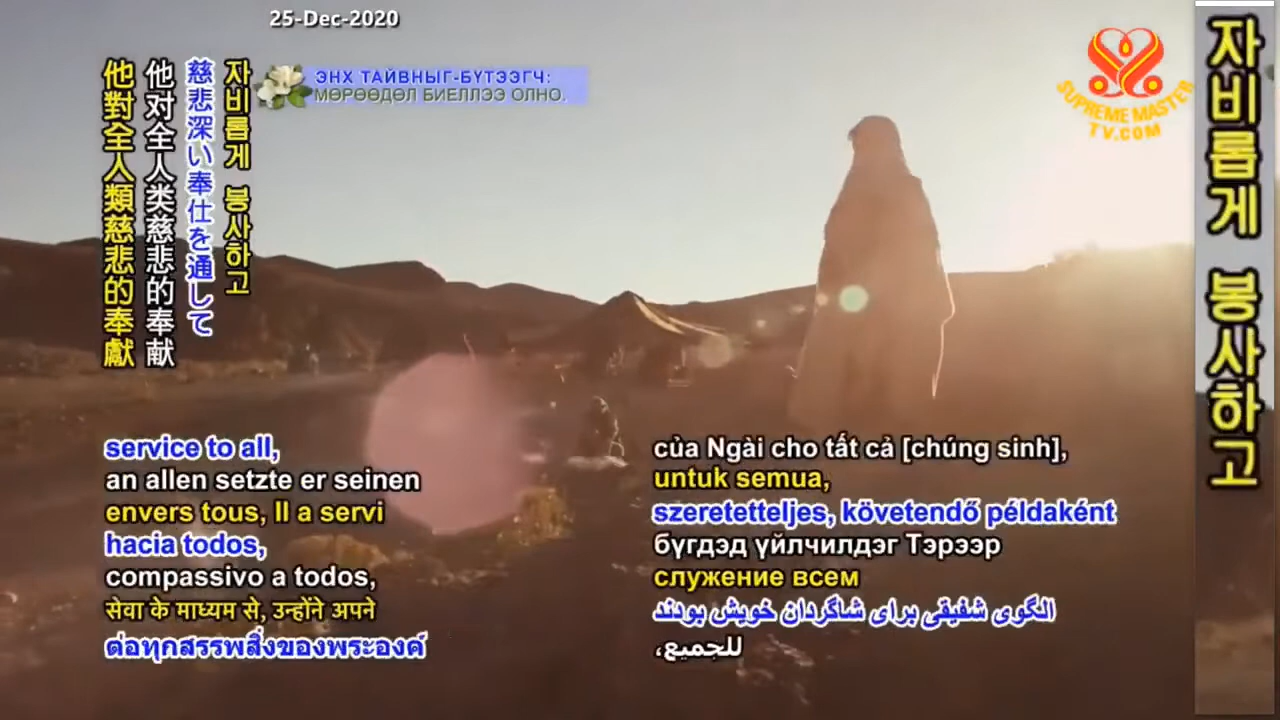 25-Dec-2020
ЭНХ ТАЙВНЫГ-БҮТЭЭГЧ:
МӨРӨӨДӨЛ БИЕЛЛЭЭ ОЛНО.
SUPREME MASTER
TV.COM
자비롭게 봉사하고
자비롭게 봉사하고
慈悲深い奉仕を通して
他对全人类慈悲的奉献
他對全人類慈悲的奉獻
service to all,
an allen setzte er seinen
envers tous, Il a servi
hacia todos,
compassivo a todos,
सेवा के माध्यम से, उन्होंने अपने
ต่อทุกสรรพสิ่งของพระองค์
của Ngài cho tất cả [chúng sinh],
untuk semua,
szeretetteljes, követendő példaként
бүгдэд үйлчилдэг Тэрээр
служение всем
الگوی شفیقی برای شاگردان خویش بودند
للجميع،